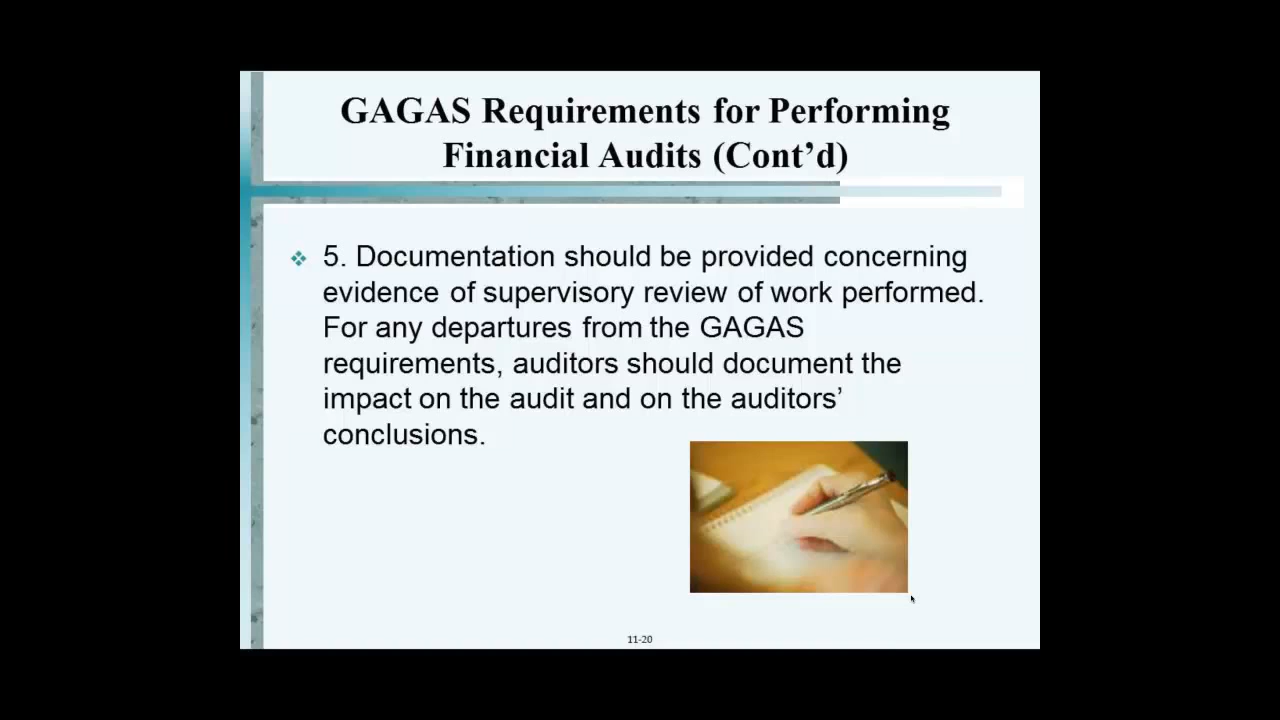 GAGAS Requirements for Performing
Financial Audits (Cont’d)
5. Documentation should be provided concerning
evidence of supervisory review of work performed.
For any departures from the GAGAS
requirements, auditors should document the
impact on the audit and on the auditors’
conclusions.
11-20